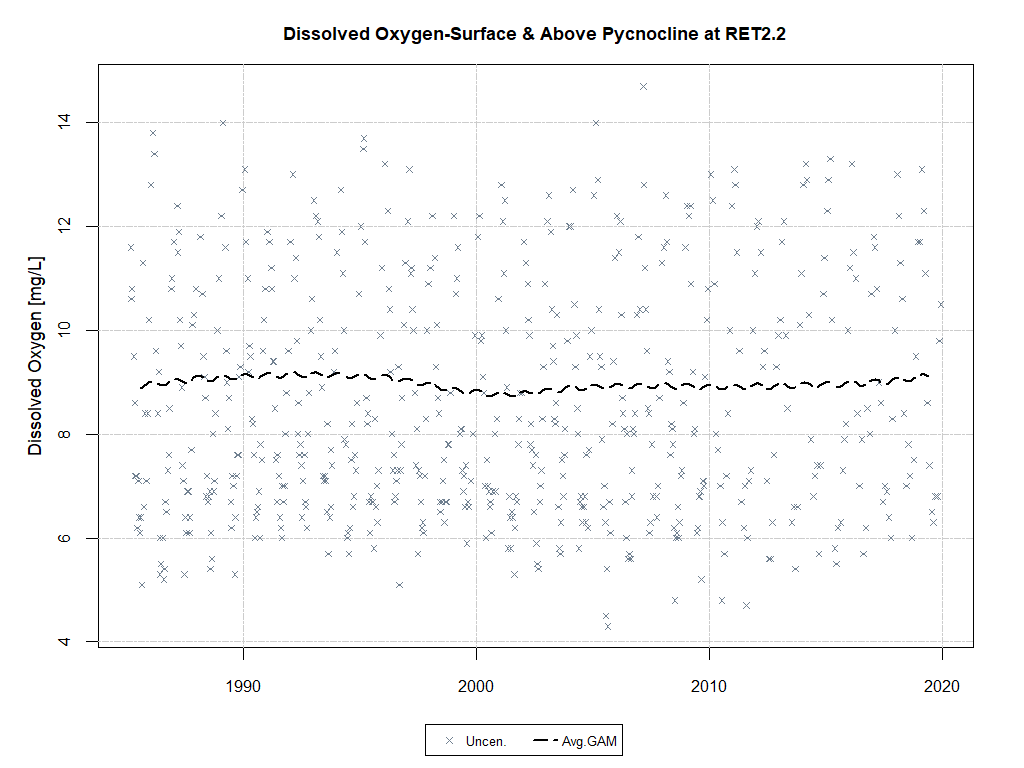 Dissolved Oxygen-Surface & Above Pycnocline at RET2.2
Dissolved Oxygen [mg/L]
14
12
10
8
6
4
1990 2000 2010 2020
Uncen. Avg.GAM